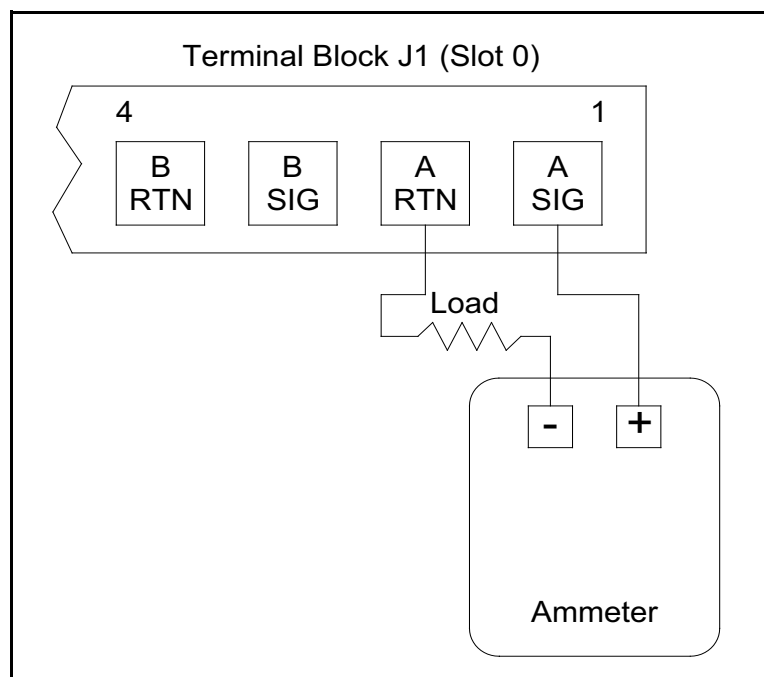 Terminal Block J1 (Slot 0)
4
1
B
RTN
B
SIG
A
RTN
A
SIG
Load
-
+
Ammeter